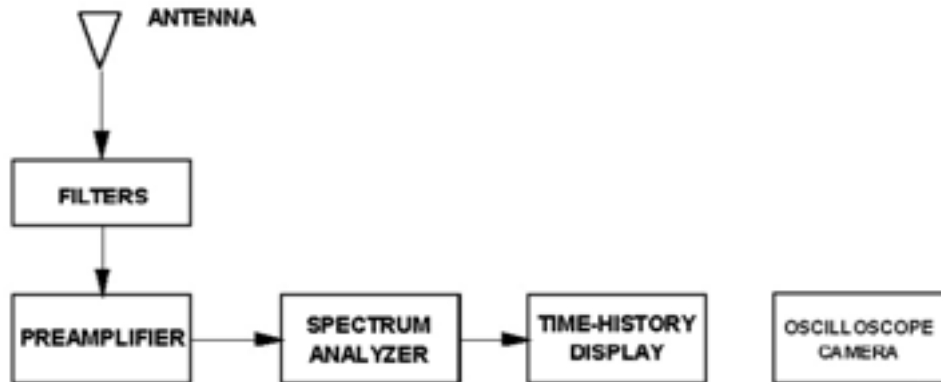 ANTENNA
FILTERS
PREAMPLIFIER
SPECTRUM
ANALYZER
TIME-HISTORY
DISPLAY
OSCILLOSCOPE
CAMERA